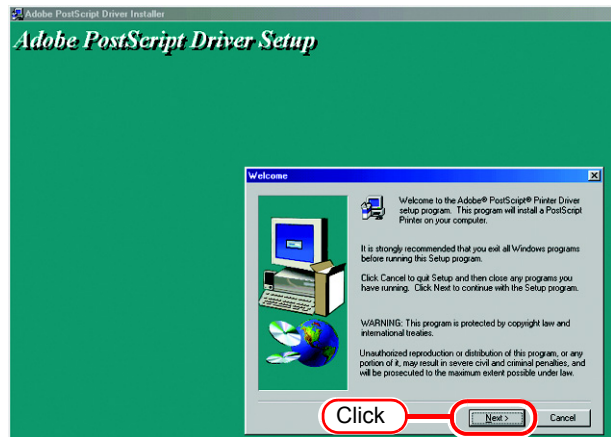 Adobe PostScript Driver Installer
Adobe PostScript Driver Setup
Welcome
Welcome to the Adobe® PostScript® Printer Driver
setup program. This program will install a PostScript
Printer on your computer.
It is strongly recommended that you exit all Windows programs
before running this Setup program.
Click Cancel to quit Setup and then close any programs you
have running. Click Next to continue with the Setup program.
WARNING: This program is protected by copyright law and
international treaties.
Unauthorized reproduction or distribution of this program, or any
portion of it, may result in severe civil and criminal penalties, and
will be prosecuted to the maximum extent possible under law.
Click
Next >
Cancel